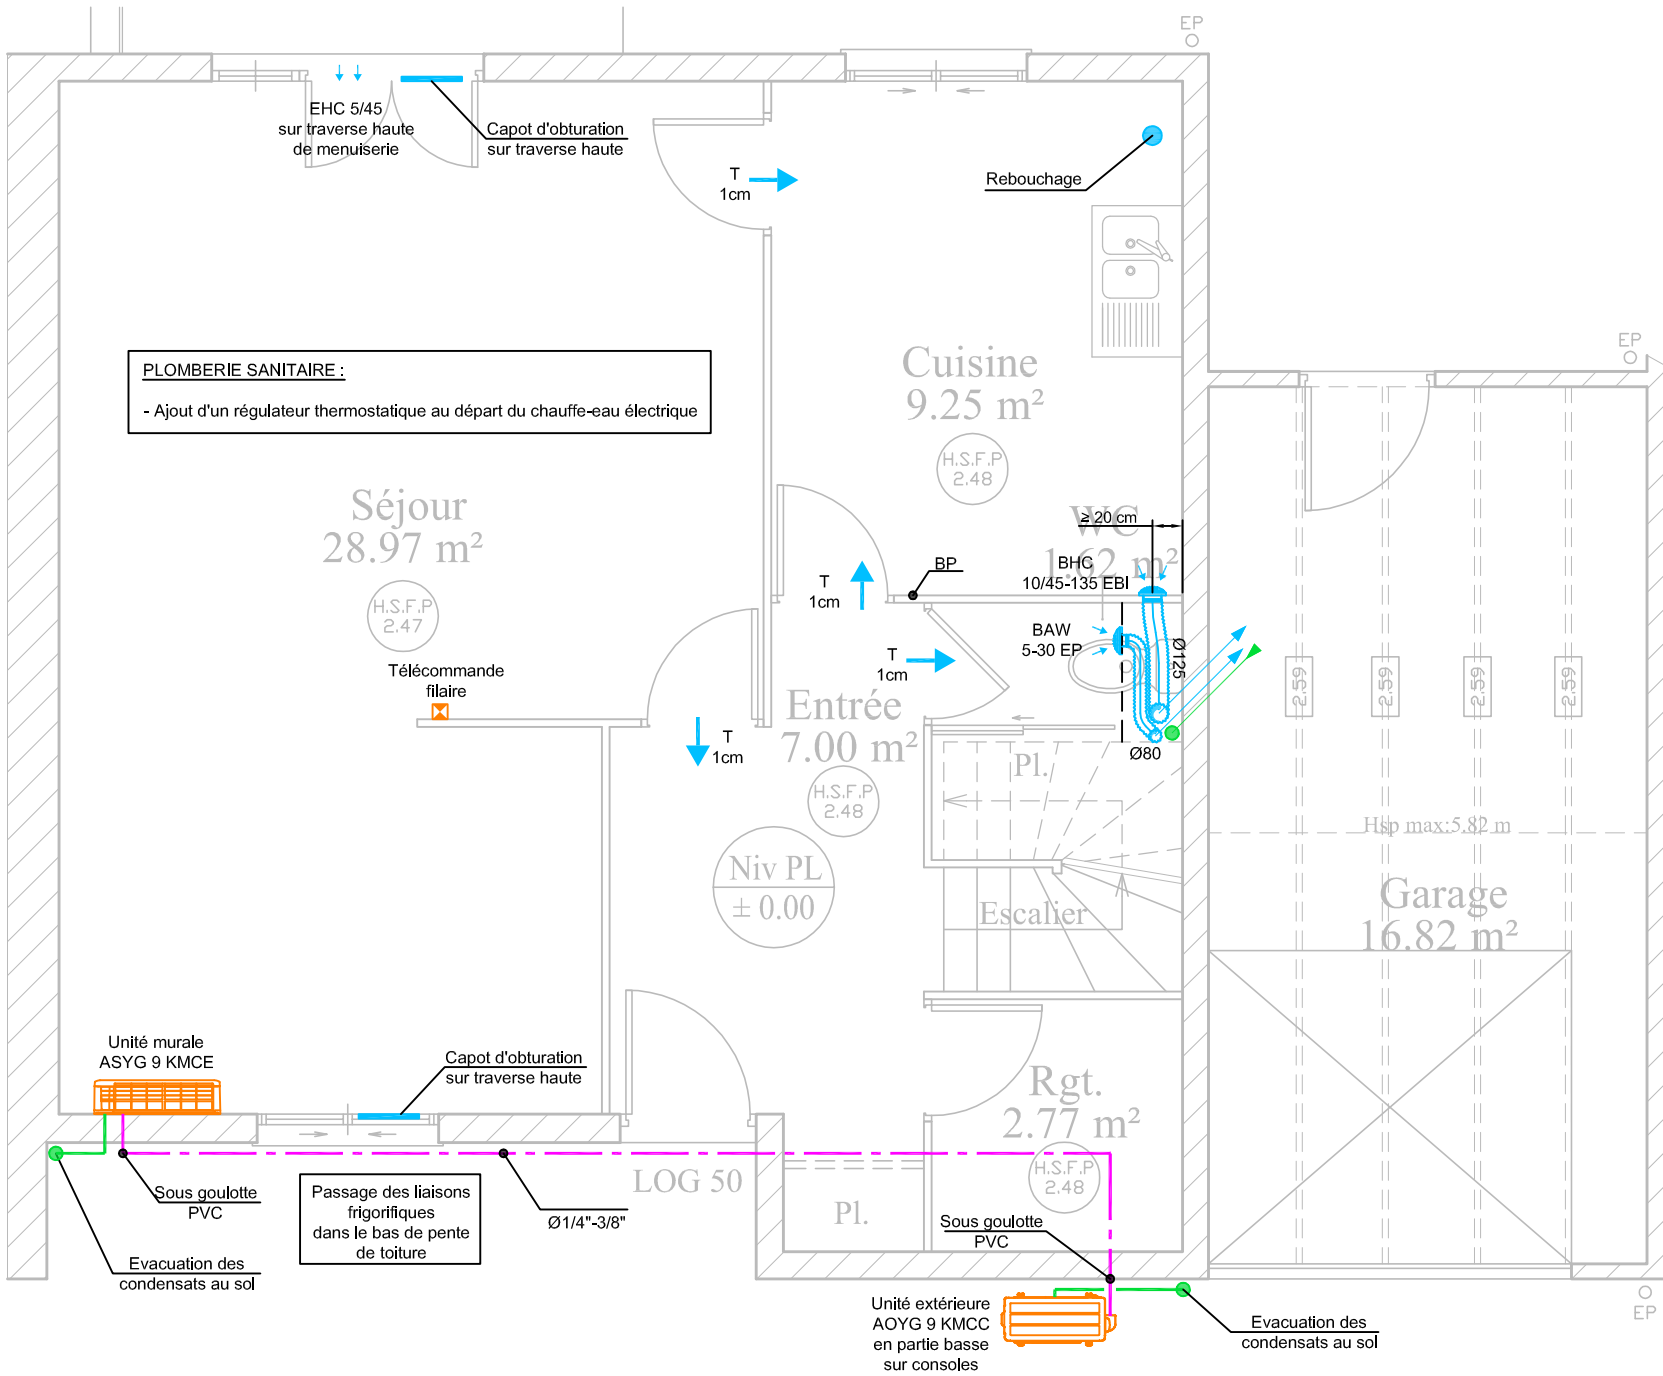 EP
EHC 5/45
sur traverse haute
de menuiserie
Capot d'obturation
sur traverse haute
T
1cm
Rebouchage
EP
PLOMBERIE SANITAIRE :
- Ajout d'un régulateur thermostatique au départ du chauffe-eau électrique
Cuisine
9.25 m²
H.S.F.P
2.48
Séjour
28.97 m²
H.S.F.P
2.47
WC
1.62 m²
≥ 20 cm
BP
BHC
10/45-135 EBI
T
1cm
BAW
5-30 EP
T
1cm
Ø125
Ø80
Télécommande
filaire
2.59
2.59
2.59
2.59
Entrée
7.00 m²
H.S.F.P
2.48
T
1cm
Pl.
Hsp max:5.82 m
Niv PL
± 0.00
Escalier
Garage
16.82 m²
Unité murale
ASYG 9 KMCE
Capot d'obturation
sur traverse haute
Rgt.
2.77 m²
H.S.F.P
2.48
LOG 50
Pl.
Sous goulotte
PVC
Passage des liaisons
frigorifiques
dans le bas de pente
de toiture
Ø1/4"-3/8"
Sous goulotte
PVC
Evacuation des
condensats au sol
Unité extérieure
AOYG 9 KMCC
en partie basse
sur consoles
Evacuation des
condensats au sol
EP